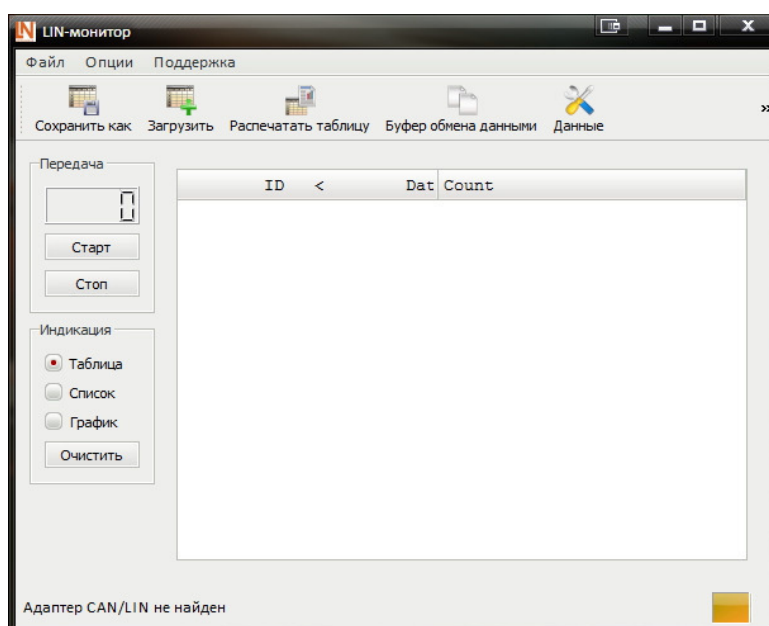 LIN-монитор
Файл Опции Поддержка
Сохранить как Загрузить Распечатать таблицу Буфер обмена данными Данные »
Передача
0
Старт
Стоп
ID < Dat Count
Индикация
Таблица
Список
График
Очистить
Адаптер CAN/LIN не найден